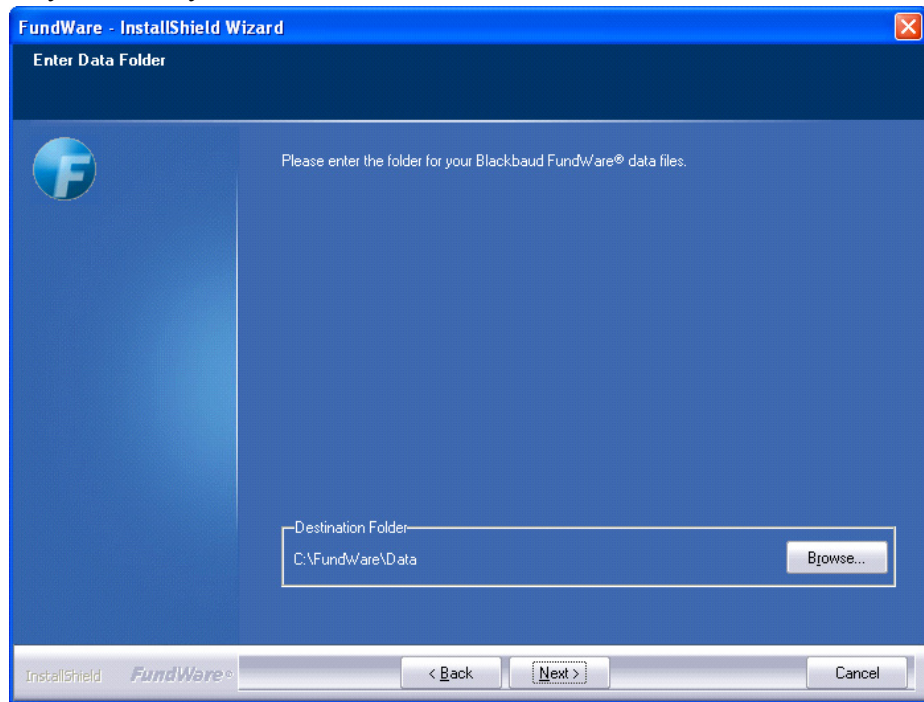 FundWare - InstallShield Wizard
Enter Data Folder
F
Please enter the folder for your Blackbaud FundWare® data files.
Destination Folder
C:\FundWare\Data
Browse...
InstallShield FundWare®
< Back Next > Cancel